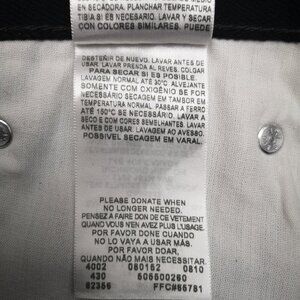 EN SECADORA. PLANCHAR TEMPERATURA
TIBIA SI ES NECESARIO. LAVAR Y SECAR
CON COLORES SIMILARES. PUEDE
DESTEÑIR DE NUEVO. LAVAR ANTES DE
USAR. LAVAR PRENDA AL REVES. COLGAR
PARA SECAR SI ES POSIBLE.
LAVAGEM NORMAL ATÉ 30°C. ALVEJANTE
SOMENTE COM OXIGÊNIO SE FOR
NECESSÁRIO SECAGEM EM TAMBOR EM
TEMPERATURA NORMAL. PASSAR A FERRO
ATÉ 150°C SE NECESSÁRIO. LAVAR A
SECO E COM CORES SEMELHANTES. LAVAR
ANTES DE USAR. LAVAGEM AO AVESSO.
POSSIVEL SECAGEM EM VARAL.
PLEASE DONATE WHEN
NO LONGER NEEDED.
PENSEZ A FAIRE DON DE CE VETEMENT
QUAND VOUS N'EN AVEZ PLUS L'USAGE.
POR FAVOR DONE CUANDO
NO LO VAYA A USAR MÁS.
POR FAVOR DOAR,
QUANDO NÃO MAIS NECESSITAR.
4002 080152 0810
430 606500260
82356 FFC#66781